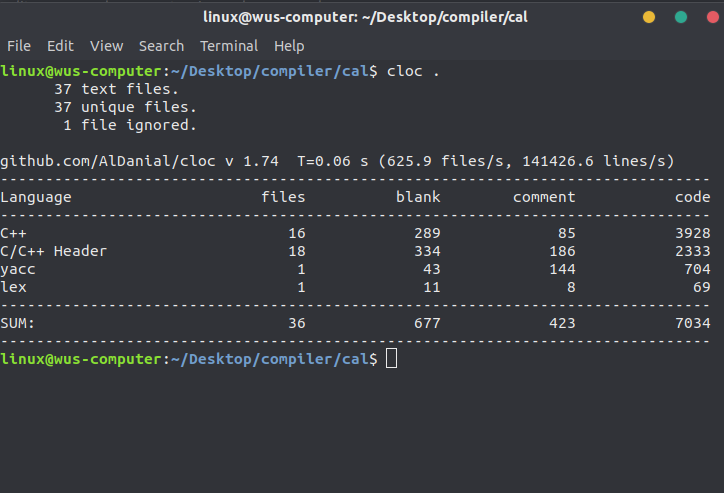 linux@wus-computer: ~/Desktop/compiler/cal
File Edit View Search Terminal Help
linux@wus-computer:~/Desktop/compiler/cal$ cloc .
      37 text files.
      37 unique files.
       1 file ignored.
github.com/AlDanial/cloc v 1.74  T=0.06 s (625.9 files/s, 141426.6 lines/s)
-------------------------------------------------------------------------------
Language                     files          blank        comment           code
-------------------------------------------------------------------------------
C++                             16            289             85           3928
C/C++ Header                    18            334            186           2333
yacc                             1             43            144            704
lex                              1             11              8             69
-------------------------------------------------------------------------------
SUM:                            36            677            423           7034
-------------------------------------------------------------------------------
linux@wus-computer:~/Desktop/compiler/cal$